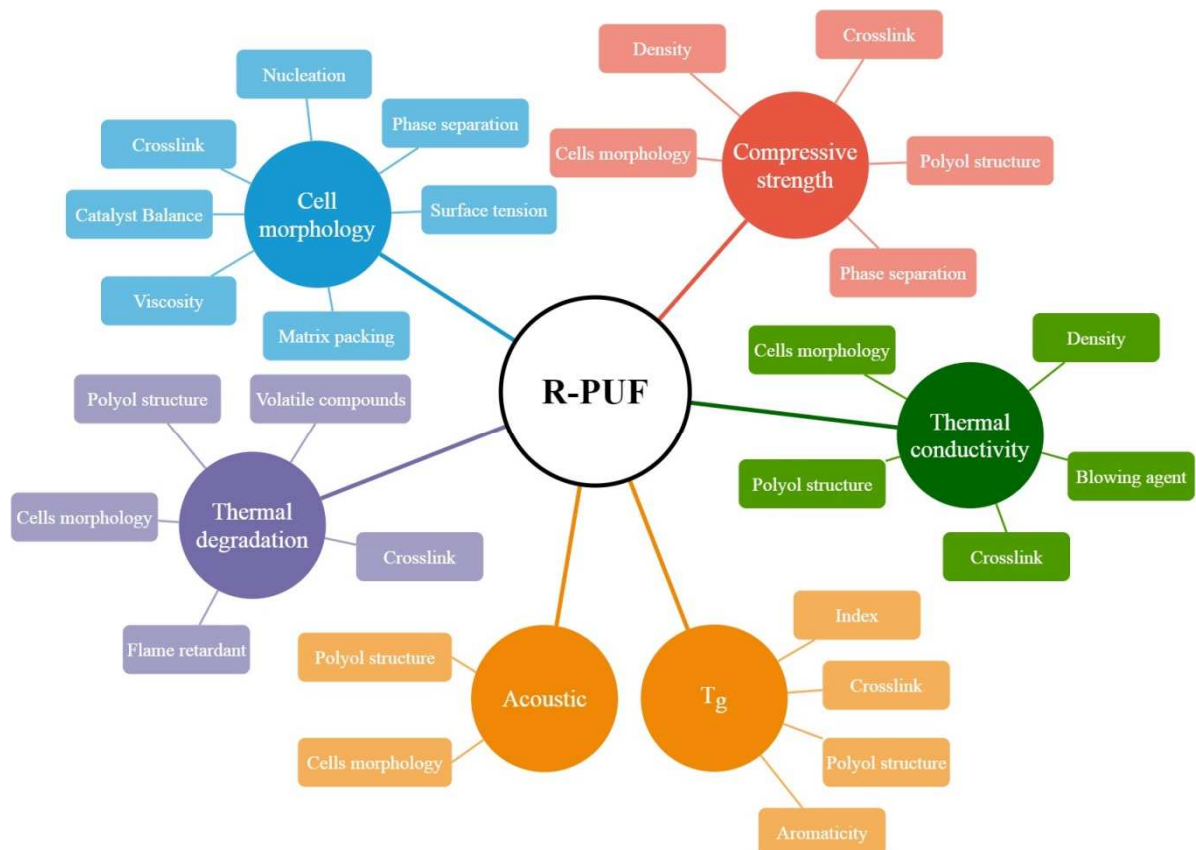 Nucleation
Phase separation
Crosslink
Cell
morphology
Catalyst Balance
Surface tension
Viscosity
Matrix packing
Density
Crosslink
Cells morphology
Compressive
strength
Polyol structure
Phase separation
R-PUF
Cells morphology
Density
Thermal
conductivity
Polyol structure
Blowing agent
Crosslink
Polyol structure
Volatile compounds
Cells morphology
Thermal
degradation
Crosslink
Flame retardant
Polyol structure
Acoustic
Cells morphology
Index
Tg
Crosslink
Polyol structure
Aromaticity